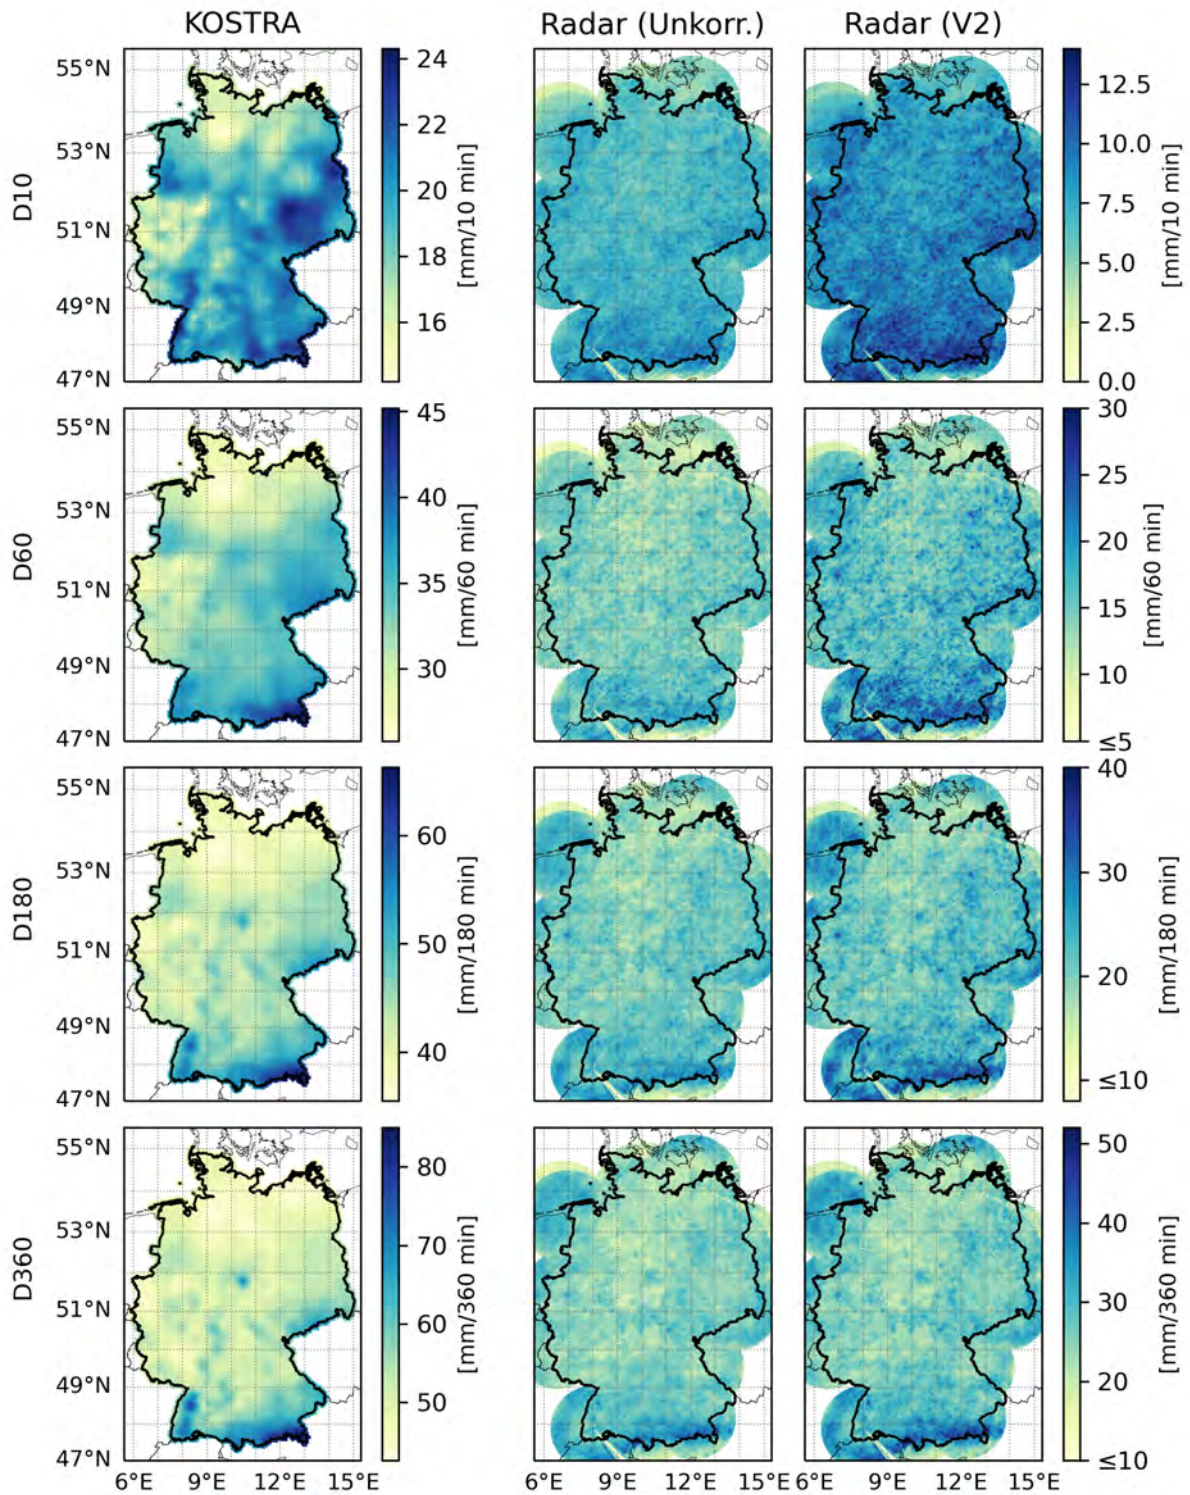 KOSTRA
Radar (Unkorr.)
Radar (V2)
D10
55°N
53°N
51°N
49°N
47°N
24
22
20
18
16
[mm/10 min]
12.5
10.0
7.5
5.0
2.5
0.0
[mm/10 min]
D60
55°N
53°N
51°N
49°N
47°N
45
40
35
30
[mm/60 min]
30
25
20
15
10
≤5
[mm/60 min]
D180
55°N
53°N
51°N
49°N
47°N
60
50
40
[mm/180 min]
40
30
20
≤10
[mm/180 min]
D360
55°N
53°N
51°N
49°N
47°N
80
70
60
50
[mm/360 min]
50
40
30
20
≤10
[mm/360 min]
6°E 9°E 12°E 15°E
6°E 9°E 12°E 15°E
6°E 9°E 12°E 15°E